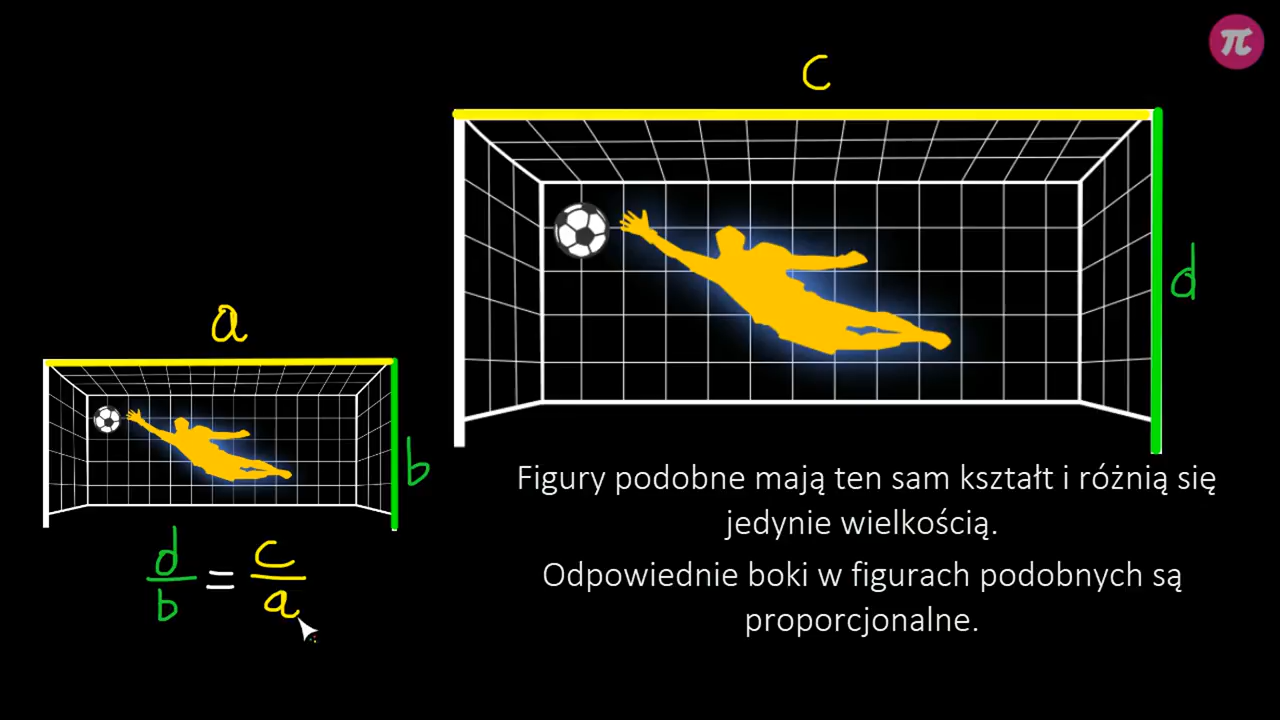 π
c
d
a
b
d/b = c/a
Figury podobne mają ten sam kształt i różnią się
jedynie wielkością.
Odpowiednie boki w figurach podobnych są
proporcjonalne.